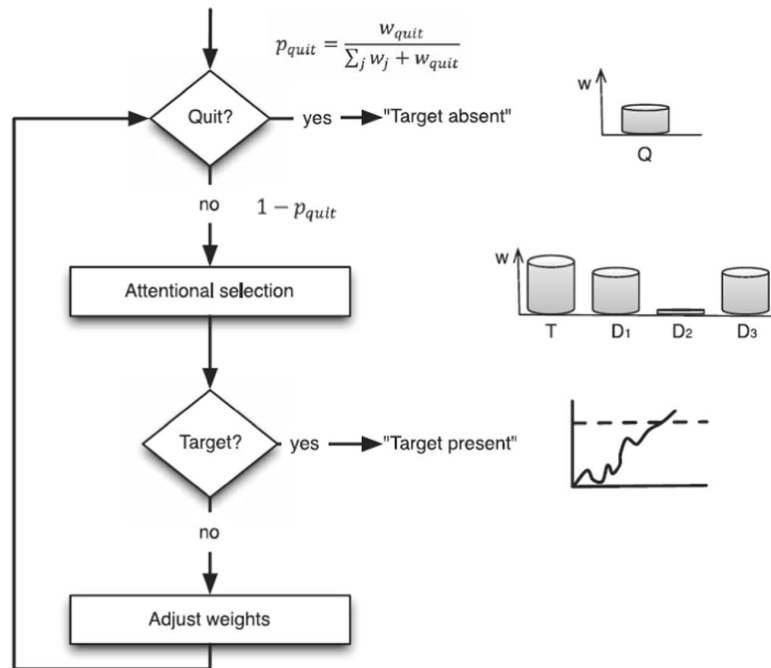 p_quit = w_quit / (∑_j w_j + w_quit)
Quit?
yes
"Target absent"
w
Q
no
1 − p_quit
Attentional selection
w
T D₁ D₂ D₃
Target?
yes
"Target present"
no
Adjust weights